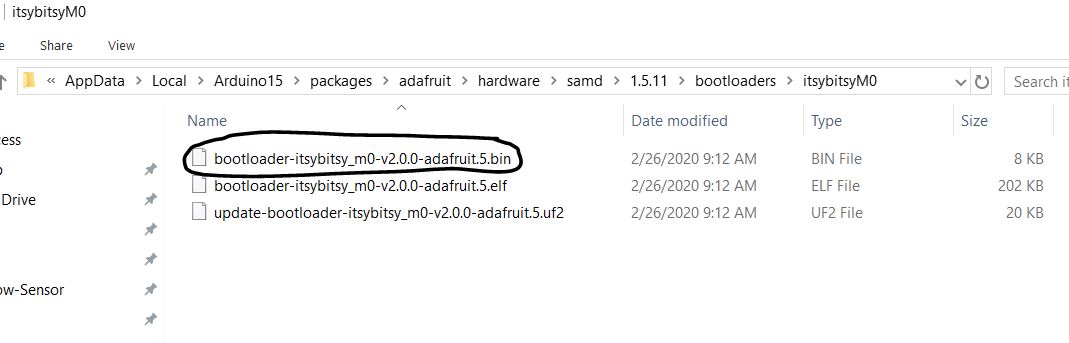 itsybitsyM0
Share View
« AppData > Local > Arduino15 > packages > adafruit > hardware > samd > 1.5.11 > bootloaders > itsybitsyM0
Name Date modified Type Size
bootloader-itsybitsy_m0-v2.0.0-adafruit.5.bin 2/26/2020 9:12 AM BIN File 8 KB
bootloader-itsybitsy_m0-v2.0.0-adafruit.5.elf 2/26/2020 9:12 AM ELF File 202 KB
update-bootloader-itsybitsy_m0-v2.0.0-adafruit.5.uf2 2/26/2020 9:12 AM UF2 File 20 KB
Search it
cess
Drive
ow-Sensor